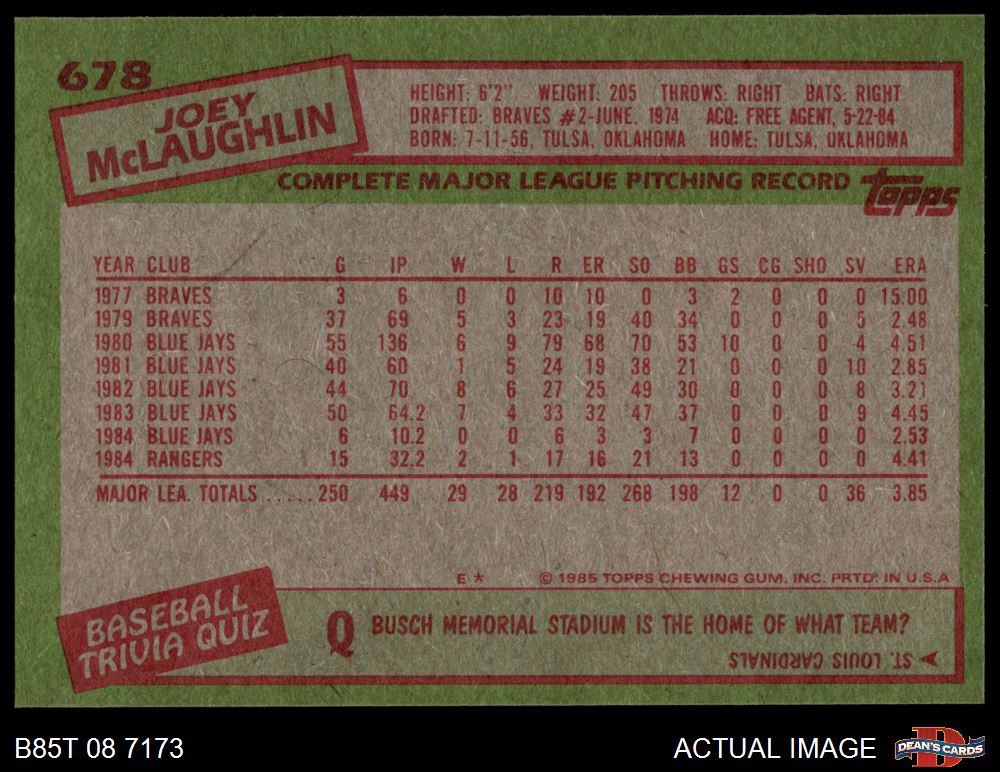 678
JOEY
McLAUGHLIN
HEIGHT: 6'2" WEIGHT: 205 THROWS: RIGHT BATS: RIGHT
DRAFTED: BRAVES #2-JUNE, 1974 ACQ: FREE AGENT, 5-22-84
BORN: 7-11-56, TULSA, OKLAHOMA HOME: TULSA, OKLAHOMA
COMPLETE MAJOR LEAGUE PITCHING RECORD topps
YEAR CLUB G IP W L R ER SO BB GS CG SHO SV ERA
1977 BRAVES 3 6 0 0 10 10 0 3 2 0 0 0 15.00
1979 BRAVES 37 69 5 3 23 19 40 34 0 0 0 5 2.48
1980 BLUE JAYS 55 136 6 9 79 68 70 53 10 0 0 4 4.51
1981 BLUE JAYS 40 60 1 5 24 19 38 21 0 0 0 10 2.85
1982 BLUE JAYS 44 70 8 6 27 25 49 30 0 0 0 8 3.21
1983 BLUE JAYS 50 64.2 7 4 33 32 47 37 0 0 0 9 4.45
1984 BLUE JAYS 6 10.2 0 0 6 3 3 7 0 0 0 0 2.53
1984 RANGERS 15 32.2 2 1 17 16 21 13 0 0 0 0 4.41
MAJOR LEA. TOTALS ..... 250 449 29 28 219 192 268 198 12 0 0 36 3.85
E * © 1985 TOPPS CHEWING GUM, INC. PRTD. IN U.S.A
BASEBALL
TRIVIA QUIZ
Q BUSCH MEMORIAL STADIUM IS THE HOME OF WHAT TEAM?
ST. LOUIS CARDINALS
B85T 08 7173 ACTUAL IMAGE D DEAN'S CARDS